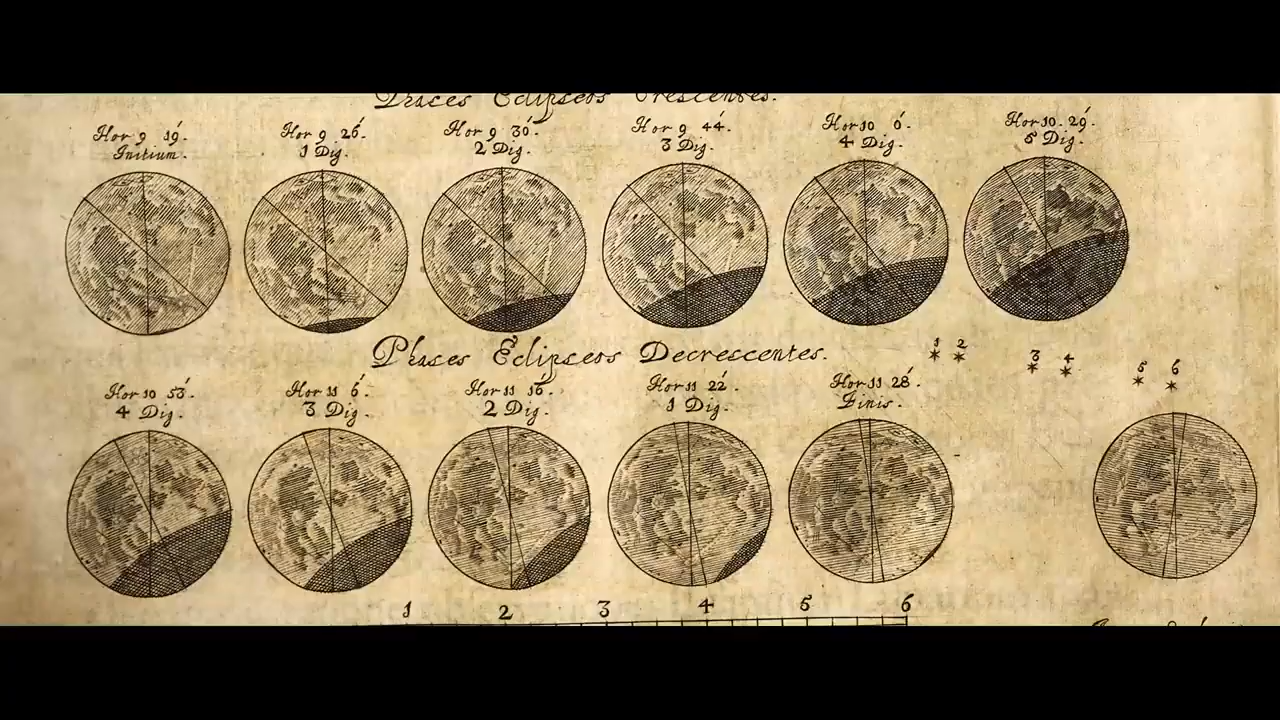 Phases Eclipseos Crescentes.
Hor 9 19'.
Initium.
Hor 9 26'.
1 Dig.
Hor 9 30'.
2 Dig.
Hor 9 44'.
3 Dig.
Hor 10 0'.
4 Dig.
Hor 10. 29'.
5 Dig.
Phases Eclipseos Decrescentes.
1 2
3 4
5 6
Hor 10 53'.
4 Dig.
Hor 11 6'.
3 Dig.
Hor 11 16'.
2 Dig.
Hor 11 22'.
1 Dig.
Hor 11 28'.
Finis.
1 2 3 4 5 6